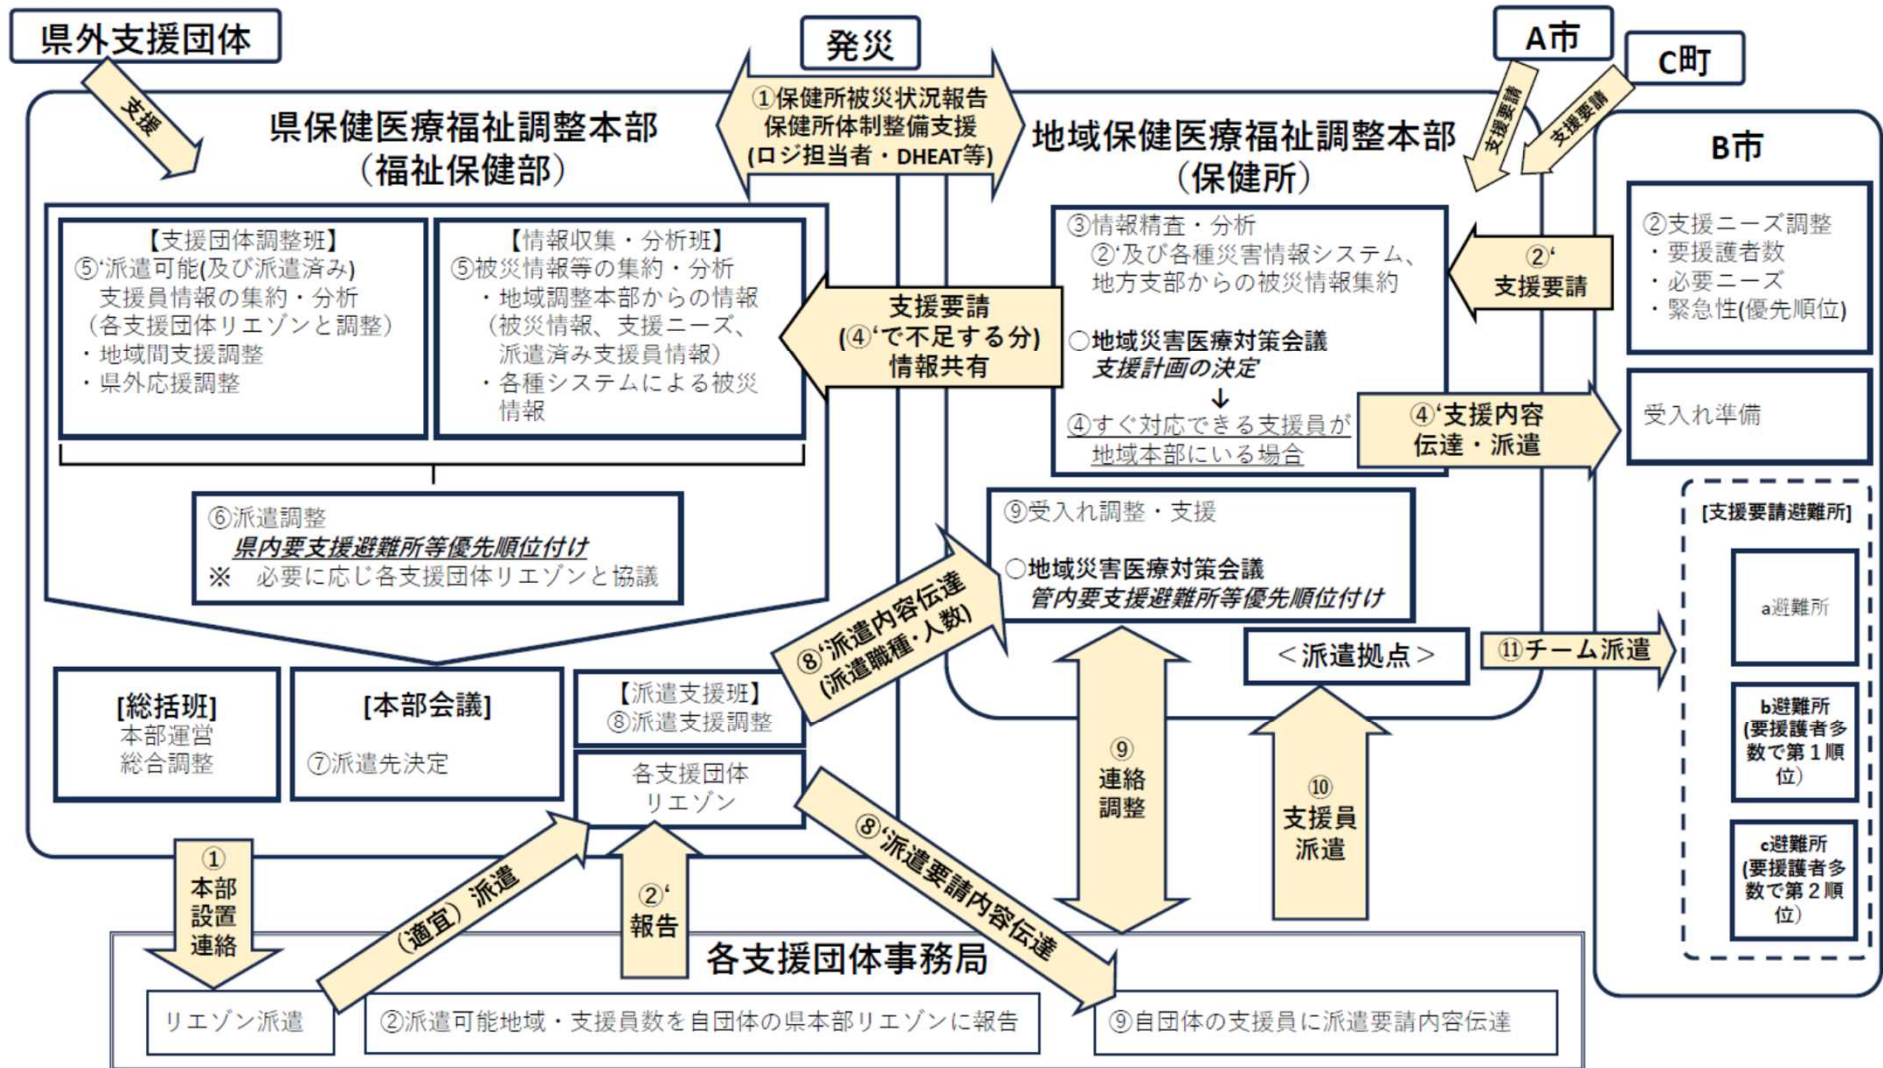 県外支援団体
発災
A市
C町
支援
①保健所被災状況報告
保健所体制整備支援
(ロジ担当者・DHEAT等)
支援要請
支援要請
県保健医療福祉調整本部
（福祉保健部）
地域保健医療福祉調整本部
（保健所）
B市
【支援団体調整班】
⑤‘派遣可能(及び派遣済み)
支援員情報の集約・分析
（各支援団体リエゾンと調整）
・地域間支援調整
・県外応援調整
【情報収集・分析班】
⑤被災情報等の集約・分析
・地域調整本部からの情報
（被災情報、支援ニーズ、
派遣済み支援員情報）
・各種システムによる被災
情報
支援要請
(④‘で不足する分)
情報共有
③情報精査・分析
②‘及び各種災害情報システム、
地方支部からの被災情報集約
○地域災害医療対策会議
支援計画の決定
↓
④すぐ対応できる支援員が
地域本部にいる場合
②‘
支援要請
②支援ニーズ調整
・要援護者数
・必要ニーズ
・緊急性(優先順位)
④‘支援内容
伝達・派遣
受入れ準備
⑥派遣調整
県内要支援避難所等優先順位付け
※　必要に応じ各支援団体リエゾンと協議
⑧‘派遣内容伝達
(派遣職種・人数)
⑨受入れ調整・支援
○地域災害医療対策会議
管内要支援避難所等優先順位付け
＜派遣拠点＞
⑪チーム派遣
[支援要請避難所]
a避難所
b避難所
(要援護者多
数で第１順
位）
c避難所
(要援護者多
数で第２順
位）
[総括班]
本部運営
総合調整
[本部会議]
⑦派遣先決定
【派遣支援班】
⑧派遣支援調整
各支援団体
リエゾン
①
本部
設置
連絡
（適宜）派遣
②‘
報告
⑧‘派遣要請内容伝達
⑨
連絡
調整
⑩
支援員
派遣
各支援団体事務局
リエゾン派遣
②派遣可能地域・支援員数を自団体の県本部リエゾンに報告
⑨自団体の支援員に派遣要請内容伝達